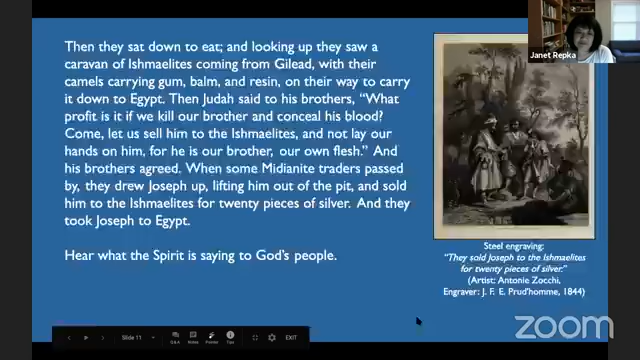 Then they sat down to eat; and looking up they saw a
caravan of Ishmaelites coming from Gilead, with their
camels carrying gum, balm, and resin, on their way to carry
it down to Egypt. Then Judah said to his brothers, “What
profit is it if we kill our brother and conceal his blood?
Come, let us sell him to the Ishmaelites, and not lay our
hands on him, for he is our brother, our own flesh.” And
his brothers agreed. When some Midianite traders passed
by, they drew Joseph up, lifting him out of the pit, and sold
him to the Ishmaelites for twenty pieces of silver. And they
took Joseph to Egypt.
Hear what the Spirit is saying to God’s people.
Janet Repka
Steel engraving:
“They sold Joseph to the Ishmaelites
for twenty pieces of silver.”
(Artist: Antonie Zocchi,
Engraver: J. F. E. Prud’homme, 1844)
Slide 11
Q&A
Notes
Pointer
Tips
EXIT
zoom